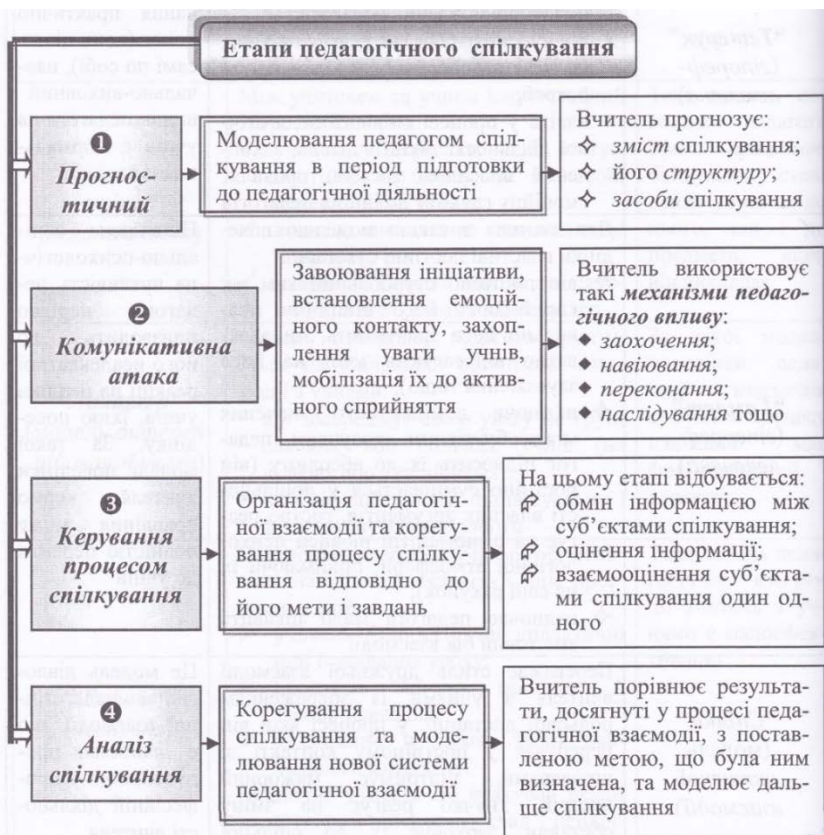 Етапи педагогічного спілкування
❶
Прогнос-
тичний
Моделювання педагогом спіл-
кування в період підготовки
до педагогічної діяльності
Вчитель прогнозує:
✧ зміст спілкування;
✧ його структуру;
✧ засоби спілкування
❷
Комунікативна
атака
Завоювання ініціативи,
встановлення емоцій-
ного контакту, захоп-
лення уваги учнів,
мобілізація їх до актив-
ного сприйняття
Вчитель використовує
такі механізми педаго-
гічного впливу:
◆ заохочення;
◆ навіювання;
◆ переконання;
◆ наслідування тощо
❸
Керування
процесом
спілкування
Організація педагогіч-
ної взаємодії та корегу-
вання процесу спілку-
вання відповідно до
його мети і завдань
На цьому етапі відбувається:
обмін інформацією між
суб’єктами спілкування;
оцінення інформації;
взаємооцінення суб’єкта-
ми спілкування один од-
ного
❹
Аналіз
спілкування
Корегування процесу
спілкування та моде-
лювання нової системи
педагогічної взаємодії
Вчитель порівнює результа-
ти, досягнуті у процесі педа-
гогічної взаємодії, з постав-
леною метою, що була ним
визначена, та моделює даль-
ше спілкування